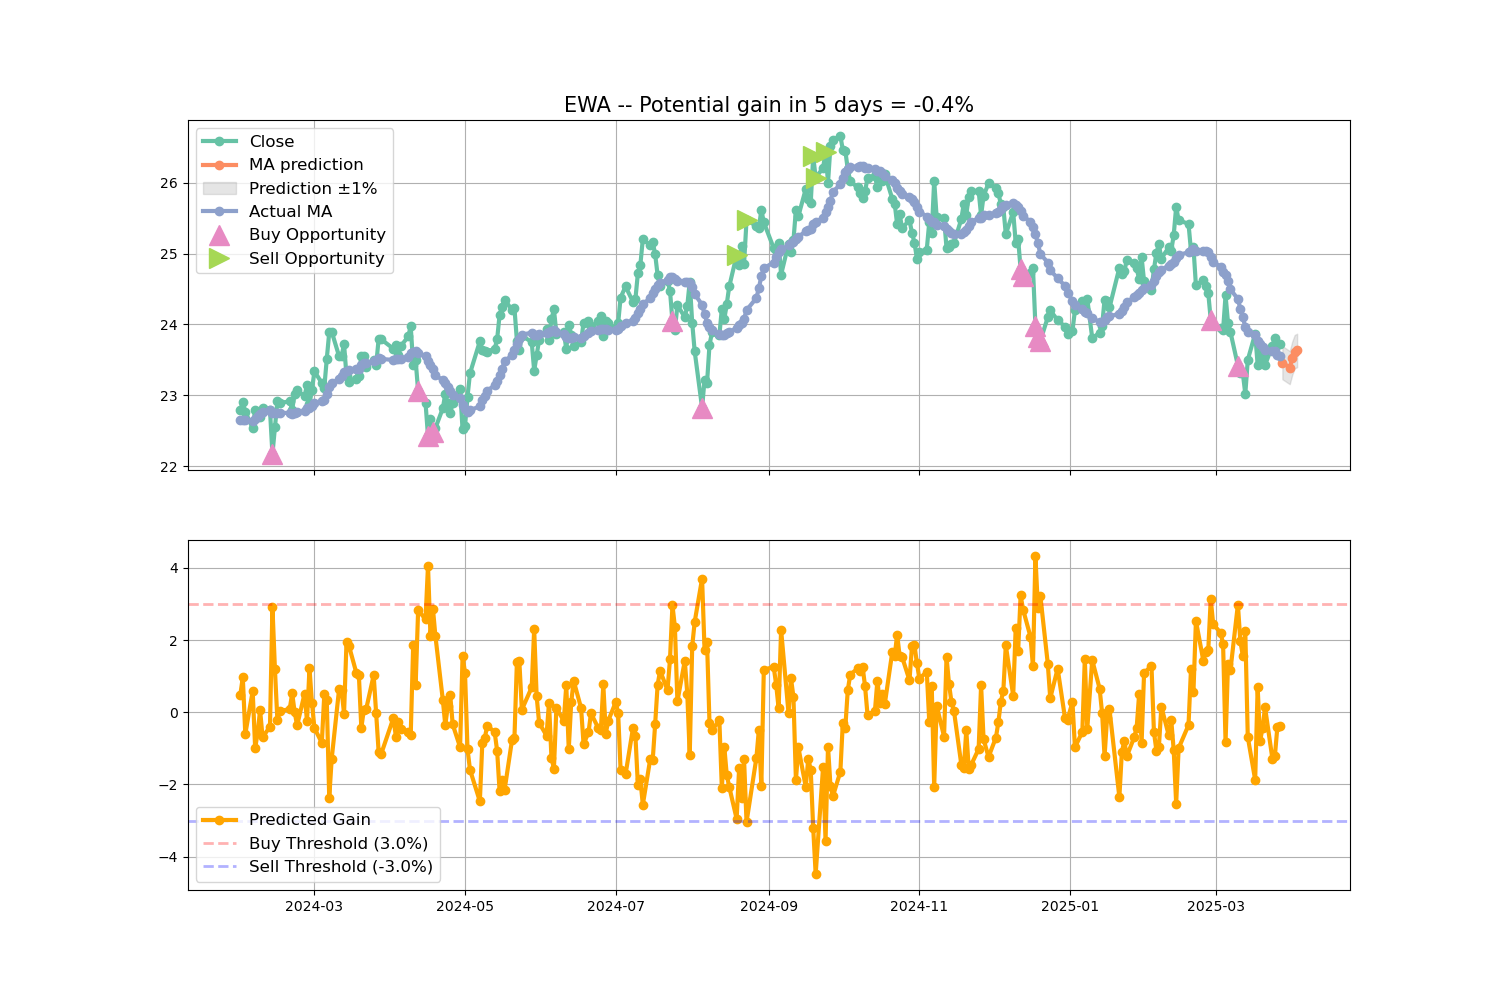 EWA -- Potential gain in 5 days = -0.4%
Close
MA prediction
Prediction ±1%
Actual MA
Buy Opportunity
Sell Opportunity
26
25
24
23
22
4
2
0
−2
−4
Predicted Gain
Buy Threshold (3.0%)
Sell Threshold (-3.0%)
2024-03 2024-05 2024-07 2024-09 2024-11 2025-01 2025-03